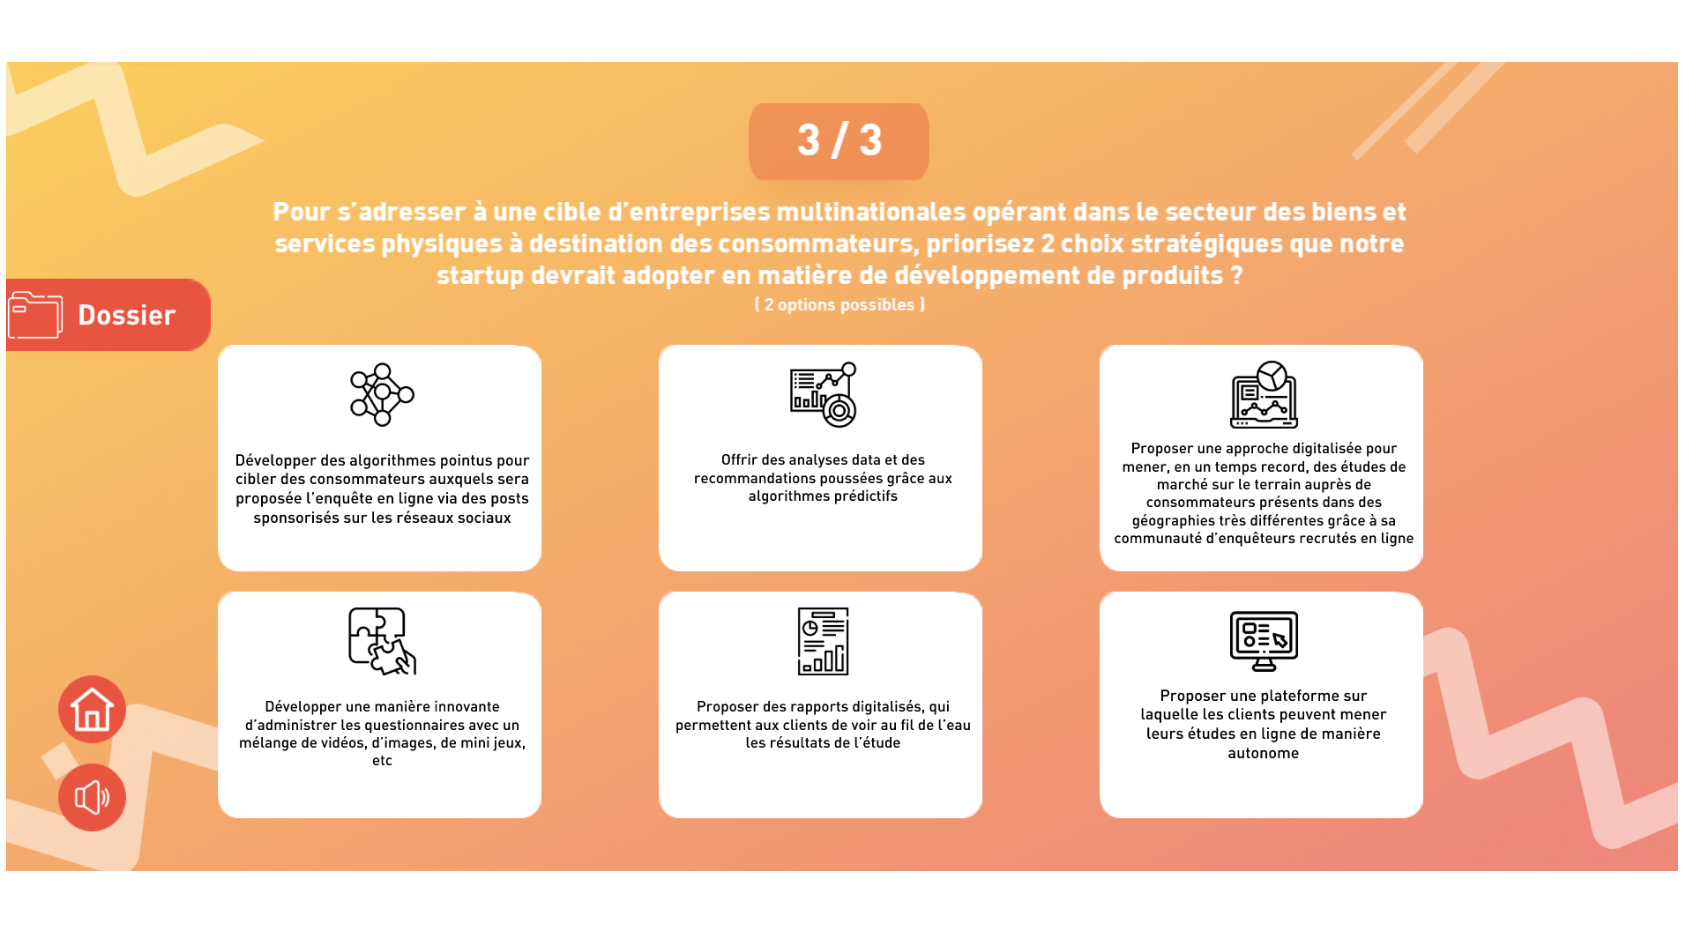 3 / 3
Pour s’adresser à une cible d’entreprises multinationales opérant dans le secteur des biens et
services physiques à destination des consommateurs, priorisez 2 choix stratégiques que notre
startup devrait adopter en matière de développement de produits ?
( 2 options possibles )
Dossier
Développer des algorithmes pointus pour
cibler des consommateurs auxquels sera
proposée l’enquête en ligne via des posts
sponsorisés sur les réseaux sociaux
Offrir des analyses data et des
recommandations poussées grâce aux
algorithmes prédictifs
Proposer une approche digitalisée pour
mener, en un temps record, des études de
marché sur le terrain auprès de
consommateurs présents dans des
géographies très différentes grâce à sa
communauté d’enquêteurs recrutés en ligne
Développer une manière innovante
d’administrer les questionnaires avec un
mélange de vidéos, d’images, de mini jeux,
etc
Proposer des rapports digitalisés, qui
permettent aux clients de voir au fil de l’eau
les résultats de l’étude
Proposer une plateforme sur
laquelle les clients peuvent mener
leurs études en ligne de manière
autonome